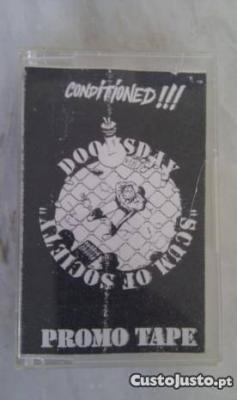 CONDITIONED!!!
DOOMSDAY
"SCUM OF SOCIETY"
PROMO TAPE
CustoJusto.pt